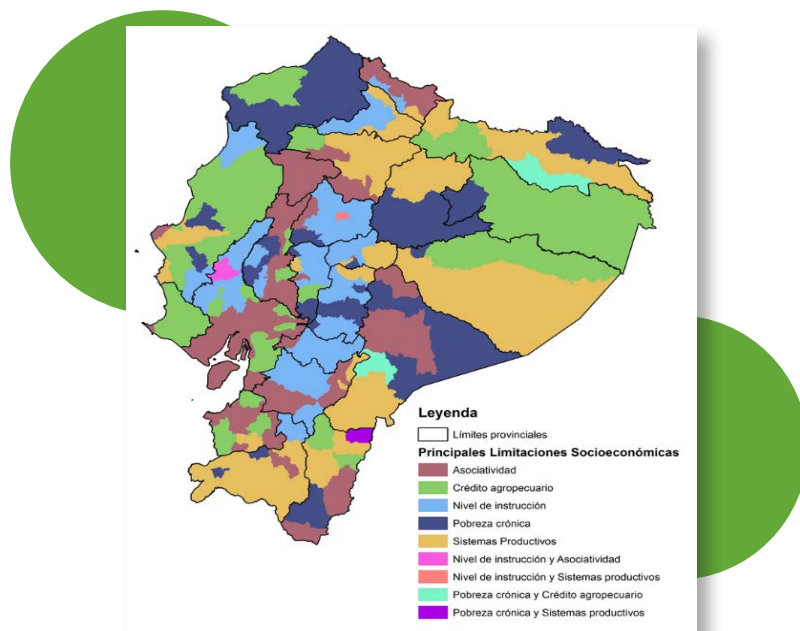 Leyenda
Límites provinciales
Principales Limitaciones Socioeconómicas
Asociatividad
Crédito agropecuario
Nivel de instrucción
Pobreza crónica
Sistemas Productivos
Nivel de instrucción y Asociatividad
Nivel de instrucción y Sistemas productivos
Pobreza crónica y Crédito agropecuario
Pobreza crónica y Sistemas productivos